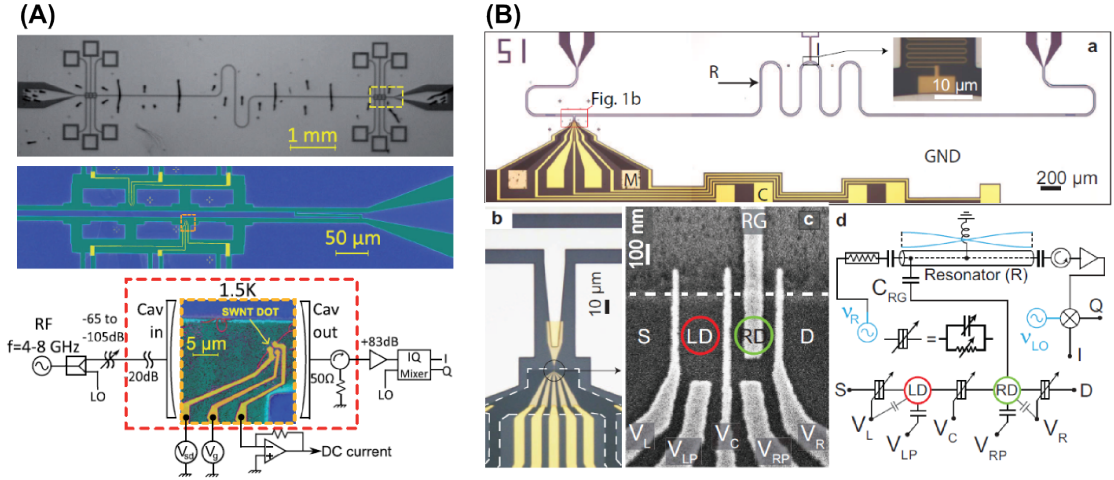 (A)
1 mm
50 µm
1.5K
Cav
in
SWNT DOT
5 µm
Cav
out
RF
f=4-8 GHz
-65 to
-105dB
LO
20dB
50Ω
+83dB
LO
IQ
Mixer
I
Q
Vsd
Vg
DC current
(B)
S1
a
R
I
10 µm
Fig. 1b
M
C
GND
200 µm
b
10 µm
c
100 nm
RG
S
LD
RD
D
VL
VLP
VC
VRP
VR
d
Resonator (R)
CRG
νR
νLO
Q
I
=
S
LD
RD
D
VL
VLP
VC
VRP
VR